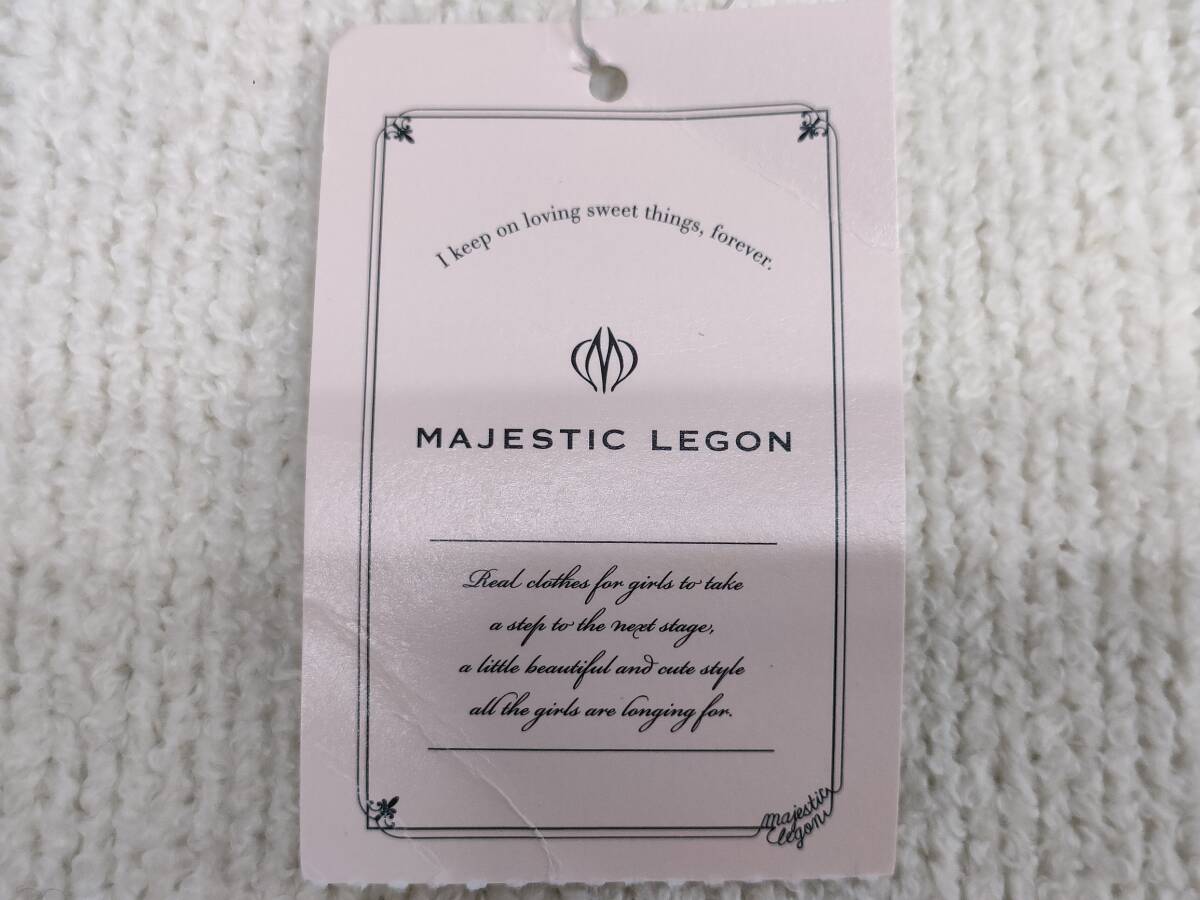 I keep on loving sweet things, forever.
MAJESTIC LEGON
Real clothes for girls to take
a step to the next stage,
a little beautiful and cute style
all the girls are longing for.
majestic
legon